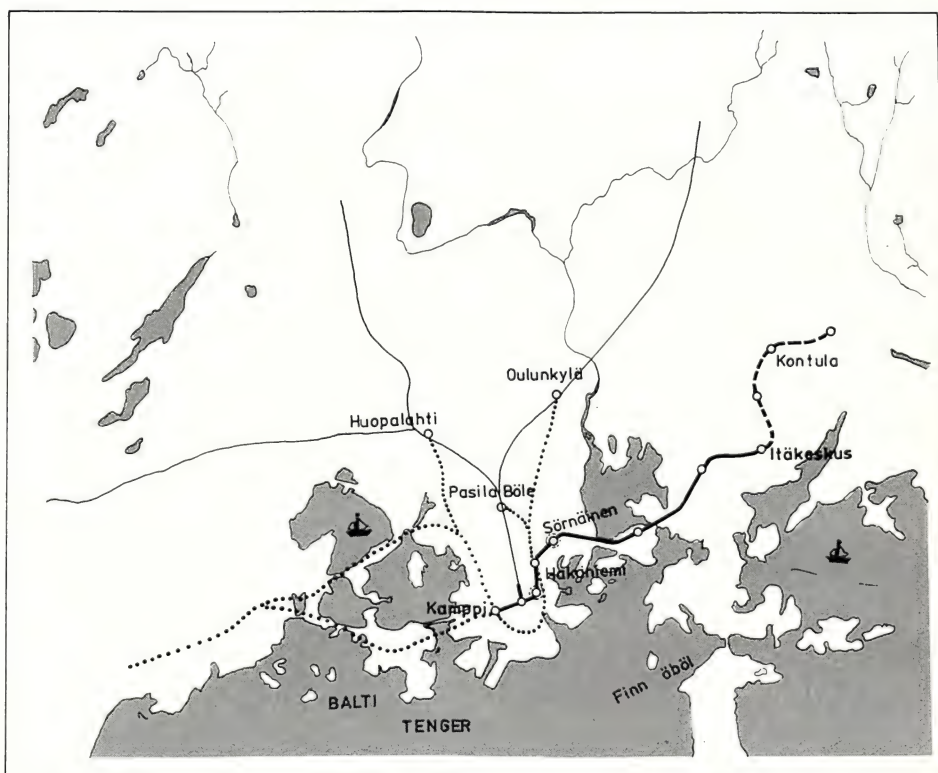 Oulunkylä
Kontula
Huopalahti
Itäkeskus
Pasila Böle
Sörnäinen
Hakaniemi
Kamppi
Finn öböl
BALTI
TENGER